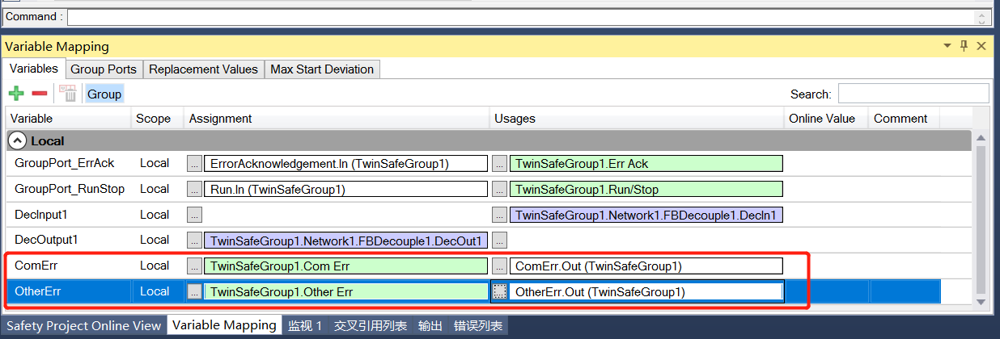 Command :
Variable Mapping
Variables Group Ports Replacement Values Max Start Deviation
Group Search:
Variable Scope Assignment Usages Online Value Comment
Local
GroupPort_ErrAck Local ... ErrorAcknowledgement.In (TwinSafeGroup1) ... TwinSafeGroup1.Err Ack
GroupPort_RunStop Local ... Run.In (TwinSafeGroup1) ... TwinSafeGroup1.Run/Stop
DecInput1 Local ... ... TwinSafeGroup1.Network1.FBDecouple1.DecIn1
DecOutput1 Local ... TwinSafeGroup1.Network1.FBDecouple1.DecOut1 ...
ComErr Local ... TwinSafeGroup1.Com Err ... ComErr.Out (TwinSafeGroup1)
OtherErr Local ... TwinSafeGroup1.Other Err ... OtherErr.Out (TwinSafeGroup1)
Safety Project Online View Variable Mapping 监视 1 交叉引用列表 输出 错误列表